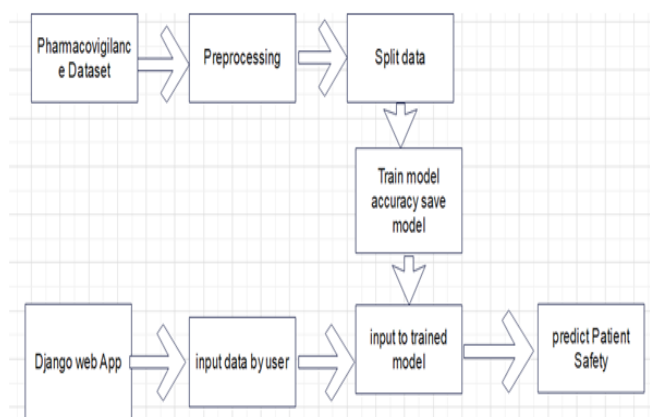 Pharmacovigilanc
e Dataset
Preprocessing
Split data
Train model
accuracy save
model
Django web App
input data by user
input to trained
model
predict Patient
Safety